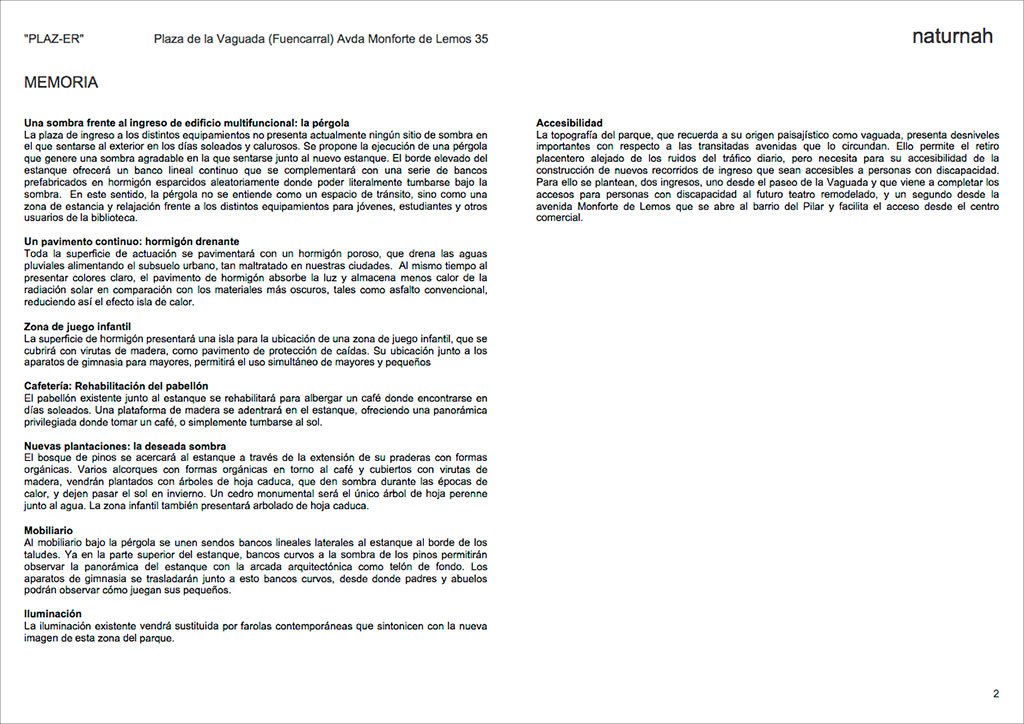 "PLAZ-ER"
Plaza de la Vaguada (Fuencarral) Avda Monforte de Lemos 35
naturnah
MEMORIA
Una sombra frente al ingreso de edificio multifuncional: la pérgola
La plaza de ingreso a los distintos equipamientos no presenta actualmente ningún sitio de sombra en
el que sentarse al exterior en los días soleados y calurosos. Se propone la ejecución de una pérgola
que genere una sombra agradable en la que sentarse junto al nuevo estanque. El borde elevado del
estanque ofrecerá un banco lineal continuo que se complementará con una serie de bancos
prefabricados en hormigón esparcidos aleatoriamente donde poder literalmente tumbarse bajo la
sombra. En este sentido, la pérgola no se entiende como un espacio de tránsito, sino como una
zona de estancia y relajación frente a los distintos equipamientos para jóvenes, estudiantes y otros
usuarios de la biblioteca.
Un pavimento continuo: hormigón drenante
Toda la superficie de actuación se pavimentará con un hormigón poroso, que drena las aguas
pluviales alimentando el subsuelo urbano, tan maltratado en nuestras ciudades. Al mismo tiempo al
presentar colores claro, el pavimento de hormigón absorbe la luz y almacena menos calor de la
radiación solar en comparación con los materiales más oscuros, tales como asfalto convencional,
reduciendo así el efecto isla de calor.
Zona de juego infantil
La superficie de hormigón presentará una isla para la ubicación de una zona de juego infantil, que se
cubrirá con virutas de madera, como pavimento de protección de caídas. Su ubicación junto a los
aparatos de gimnasia para mayores, permitirá el uso simultáneo de mayores y pequeños
Cafetería: Rehabilitación del pabellón
El pabellón existente junto al estanque se rehabilitará para albergar un café donde encontrarse en
días soleados. Una plataforma de madera se adentrará en el estanque, ofreciendo una panorámica
privilegiada donde tomar un café, o simplemente tumbarse al sol.
Nuevas plantaciones: la deseada sombra
El bosque de pinos se acercará al estanque a través de la extensión de su praderas con formas
orgánicas. Varios alcorques con formas orgánicas en torno al café y cubiertos con virutas de
madera, vendrán plantados con árboles de hoja caduca, que den sombra durante las épocas de
calor, y dejen pasar el sol en invierno. Un cedro monumental será el único árbol de hoja perenne
junto al agua. La zona infantil también presentará arbolado de hoja caduca.
Mobiliario
Al mobiliario bajo la pérgola se unen sendos bancos lineales laterales al estanque al borde de los
taludes. Ya en la parte superior del estanque, bancos curvos a la sombra de los pinos permitirán
observar la panorámica del estanque con la arcada arquitectónica como telón de fondo. Los
aparatos de gimnasia se trasladarán junto a esto bancos curvos, desde donde padres y abuelos
podrán observar cómo juegan sus pequeños.
Iluminación
La iluminación existente vendrá sustituida por farolas contemporáneas que sintonicen con la nueva
imagen de esta zona del parque.
Accesibilidad
La topografía del parque, que recuerda a su origen paisajístico como vaguada, presenta desniveles
importantes con respecto a las transitadas avenidas que lo circundan. Ello permite el retiro
placentero alejado de los ruidos del tráfico diario, pero necesita para su accesibilidad de la
construcción de nuevos recorridos de ingreso que sean accesibles a personas con discapacidad.
Para ello se plantean, dos ingresos, uno desde el paseo de la Vaguada y que viene a completar los
accesos para personas con discapacidad al futuro teatro remodelado, y un segundo desde la
avenida Monforte de Lemos que se abre al barrio del Pilar y facilita el acceso desde el centro
comercial.
2